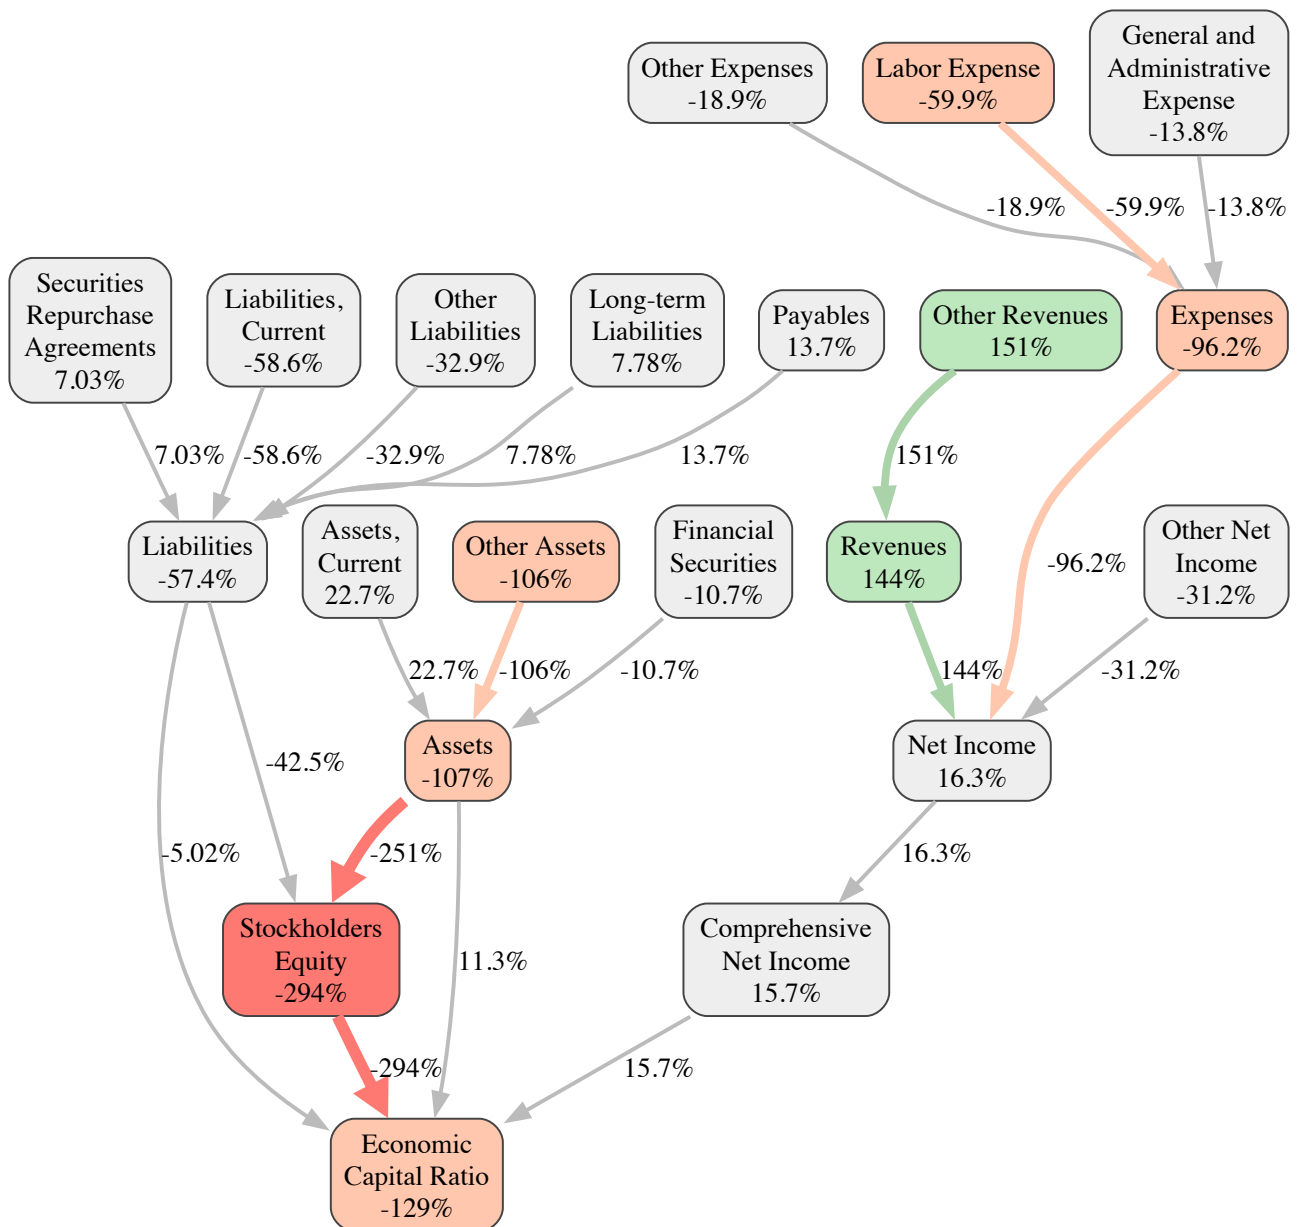 Other Expenses
-18.9%
Labor Expense
-59.9%
General and
Administrative
Expense
-13.8%
-18.9%
-59.9%
-13.8%
Securities
Repurchase
Agreements
7.03%
Liabilities,
Current
-58.6%
Other
Liabilities
-32.9%
Long-term
Liabilities
7.78%
Payables
13.7%
Other Revenues
151%
Expenses
-96.2%
7.03%
-58.6%
-32.9%
7.78%
13.7%
151%
Liabilities
-57.4%
Assets,
Current
22.7%
Other Assets
-106%
Financial
Securities
-10.7%
Revenues
144%
-96.2%
Other Net
Income
-31.2%
22.7%
-106%
-10.7%
144%
-31.2%
-42.5%
Assets
-107%
Net Income
16.3%
-5.02%
-251%
16.3%
Stockholders
Equity
-294%
11.3%
Comprehensive
Net Income
15.7%
-294%
15.7%
Economic
Capital Ratio
-129%